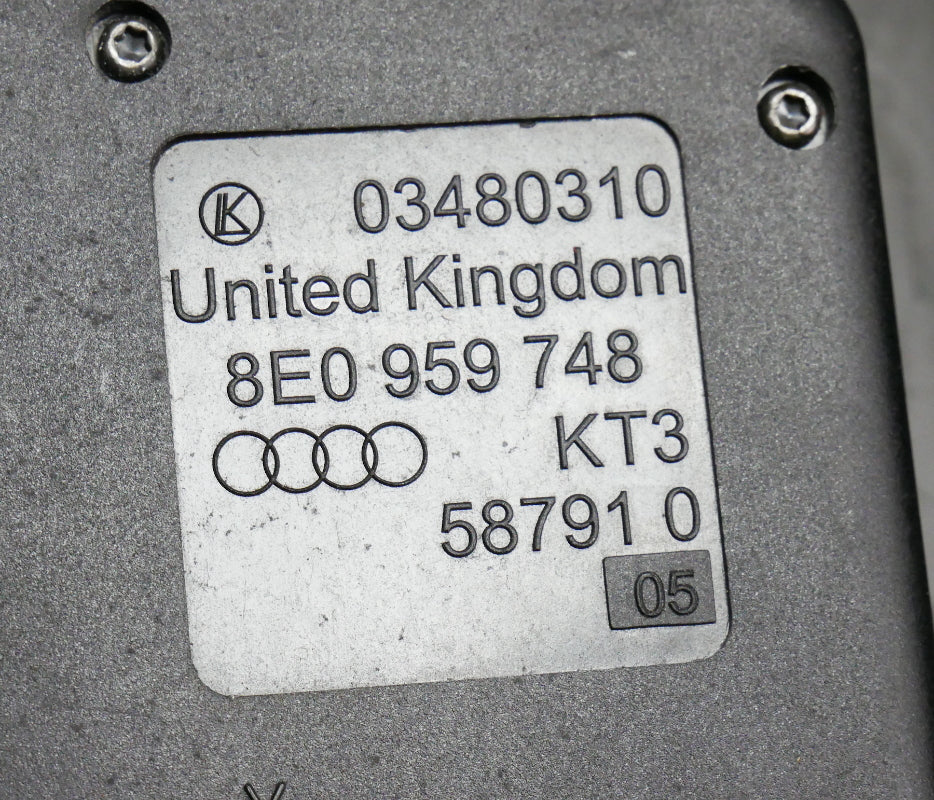 K 03480310
United Kingdom
8E0 959 748
KT3
58791 0
05